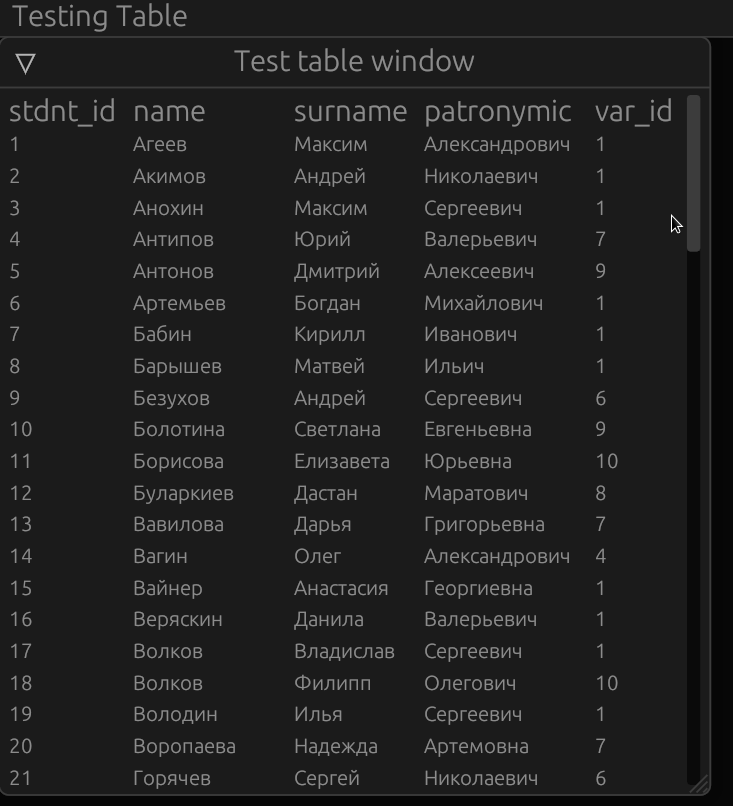 Testing Table
Test table window
stdnt_id name surname patronymic var_id
1 Агеев Максим Александрович 1
2 Акимов Андрей Николаевич 1
3 Анохин Максим Сергеевич 1
4 Антипов Юрий Валерьевич 7
5 Антонов Дмитрий Алексеевич 9
6 Артемьев Богдан Михайлович 1
7 Бабин Кирилл Иванович 1
8 Барышев Матвей Ильич 1
9 Безухов Андрей Сергеевич 6
10 Болотина Светлана Евгеньевна 9
11 Борисова Елизавета Юрьевна 10
12 Буларкиев Дастан Маратович 8
13 Вавилова Дарья Григорьевна 7
14 Вагин Олег Александрович 4
15 Вайнер Анастасия Георгиевна 1
16 Веряскин Данила Валерьевич 1
17 Волков Владислав Сергеевич 1
18 Волков Филипп Олегович 10
19 Володин Илья Сергеевич 1
20 Воропаева Надежда Артемовна 7
21 Горячев Сергей Николаевич 6